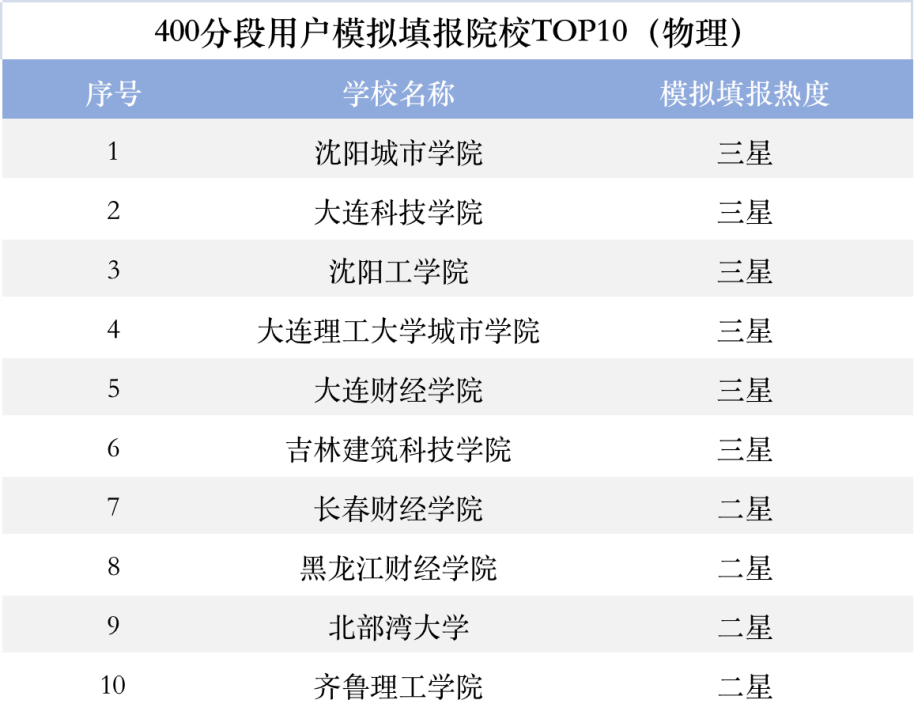 400分段用户模拟填报院校TOP10（物理）
序号 学校名称 模拟填报热度
1 沈阳城市学院 三星
2 大连科技学院 三星
3 沈阳工学院 三星
4 大连理工大学城市学院 三星
5 大连财经学院 三星
6 吉林建筑科技学院 三星
7 长春财经学院 二星
8 黑龙江财经学院 二星
9 北部湾大学 二星
10 齐鲁理工学院 二星